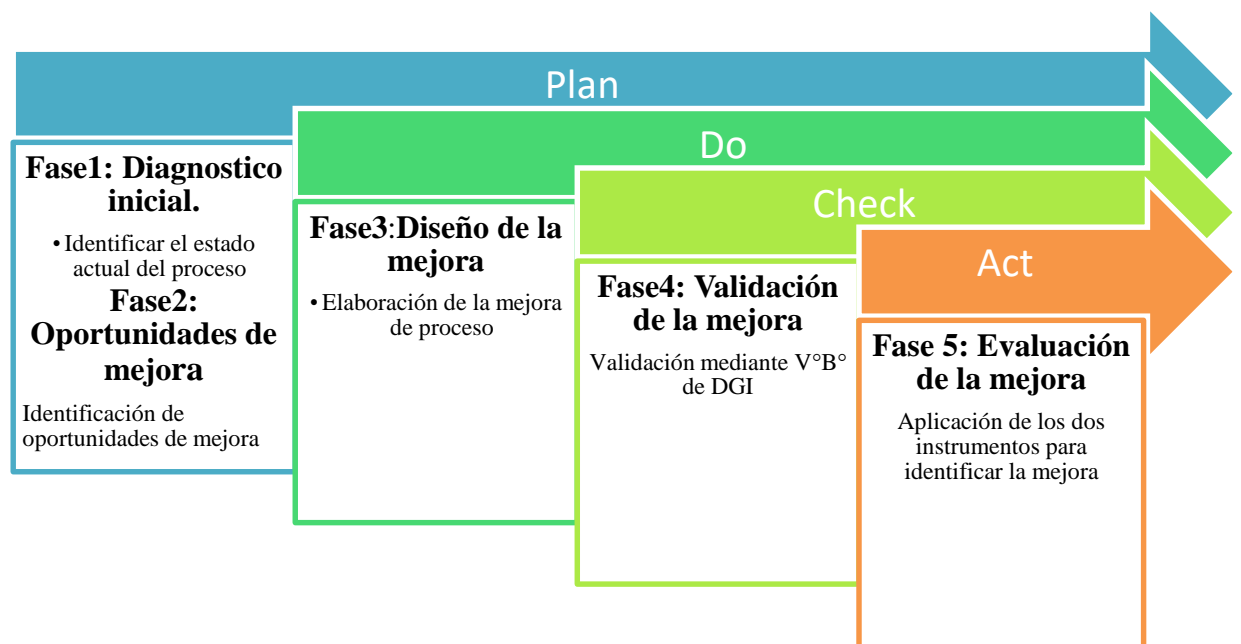 Plan
Do
Check
Act
Fase1: Diagnostico
inicial.
• Identificar el estado
actual del proceso
Fase2:
Oportunidades de
mejora
Identificación de
oportunidades de mejora
Fase3:Diseño de la
mejora
• Elaboración de la mejora
de proceso
Fase4: Validación
de la mejora
Validación mediante V°B°
de DGI
Fase 5: Evaluación
de la mejora
Aplicación de los dos
instrumentos para
identificar la mejora